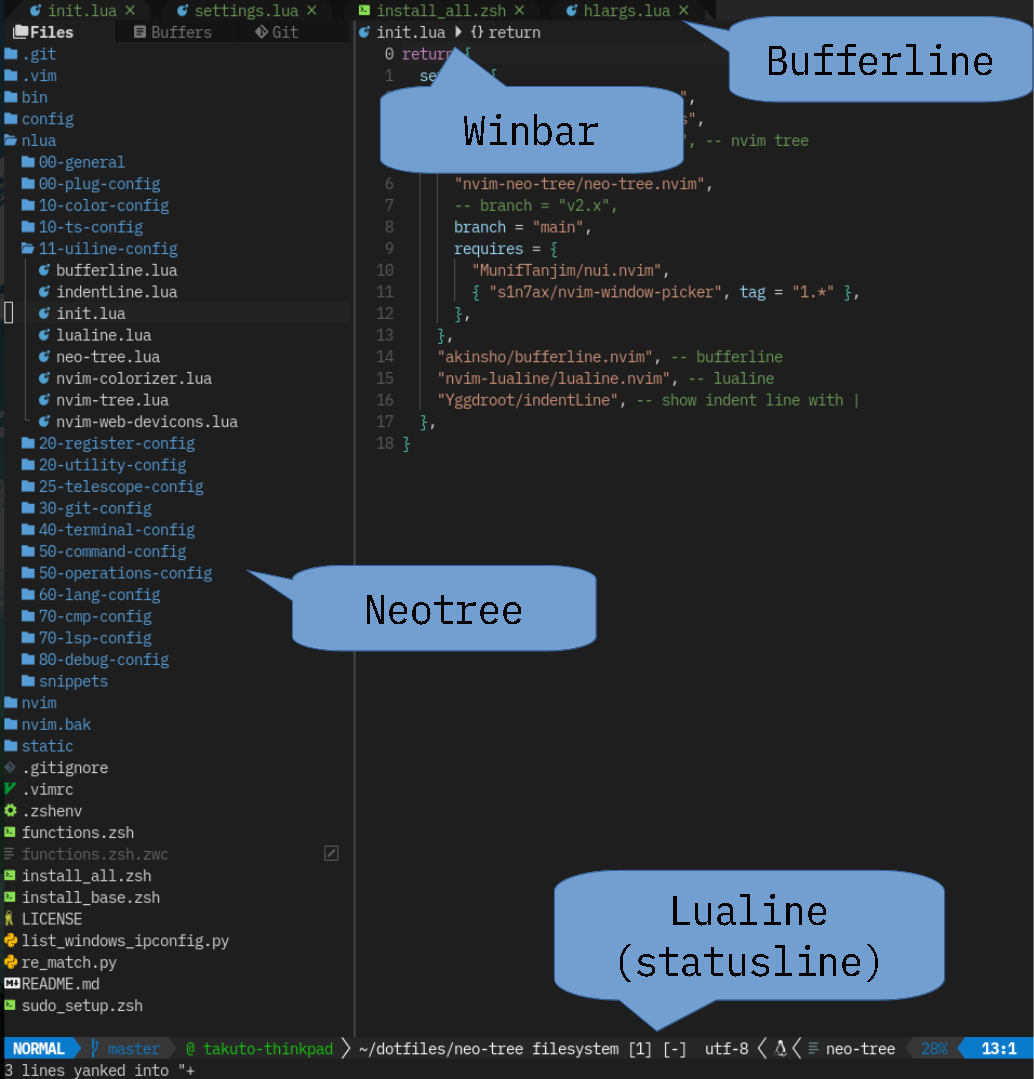 init.lua × settings.lua × install_all.zsh × hlargs.lua ×
Files Buffers Git
.git
.vim
bin
config
nlua
00-general
00-plug-config
10-color-config
10-ts-config
11-uiline-config
bufferline.lua
indentLine.lua
init.lua
lualine.lua
neo-tree.lua
nvim-colorizer.lua
nvim-tree.lua
nvim-web-devicons.lua
20-register-config
20-utility-config
25-telescope-config
30-git-config
40-terminal-config
50-command-config
50-operations-config
60-lang-config
70-cmp-config
70-lsp-config
80-debug-config
snippets
nvim
nvim.bak
static
.gitignore
.vimrc
.zshenv
functions.zsh
functions.zsh.zwc
install_all.zsh
install_base.zsh
LICENSE
list_windows_ipconfig.py
re_match.py
README.md
sudo_setup.zsh
init.lua {} return
0 return {
1 {
",
",
", -- nvim tree
6 "nvim-neo-tree/neo-tree.nvim",
7 -- branch = "v2.x",
8 branch = "main",
9 requires = {
10 "MunifTanjim/nui.nvim",
11 { "s1n7ax/nvim-window-picker", tag = "1.*" },
12 },
13 },
14 "akinsho/bufferline.nvim", -- bufferline
15 "nvim-lualine/lualine.nvim", -- lualine
16 "Yggdroot/indentLine", -- show indent line with |
17 },
18 }
Bufferline
Winbar
Neotree
Lualine
(statusline)
NORMAL master @ takuto-thinkpad ~/dotfiles/neo-tree filesystem [1] [-] utf-8 neo-tree 28% 13:1
3 lines yanked into "+